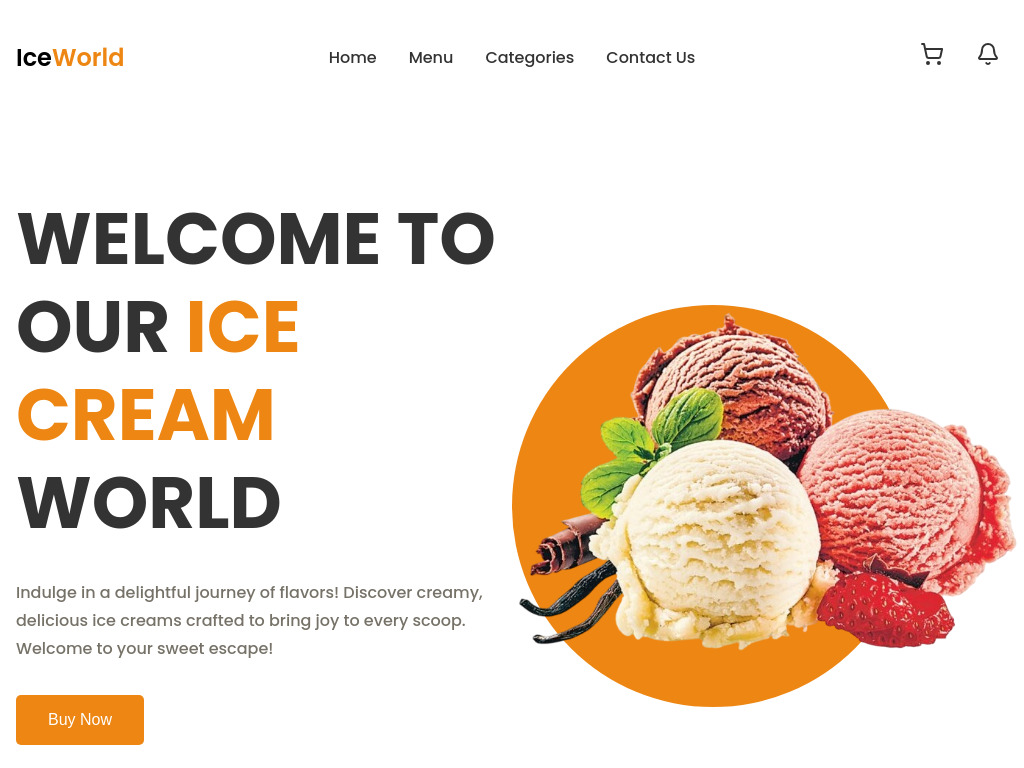 IceWorld
Home Menu Categories Contact Us
WELCOME TO
OUR ICE
CREAM
WORLD
Indulge in a delightful journey of flavors! Discover creamy,
delicious ice creams crafted to bring joy to every scoop.
Welcome to your sweet escape!
Buy Now